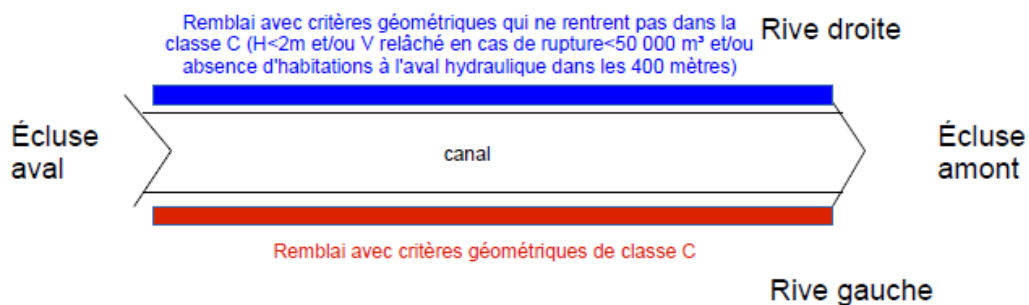 Remblai avec critères géométriques qui ne rentrent pas dans la
classe C (H<2m et/ou V relâché en cas de rupture<50 000 m³ et/ou
absence d'habitations à l'aval hydraulique dans les 400 mètres)
Rive droite
Écluse
aval
canal
Écluse
amont
Remblai avec critères géométriques de classe C
Rive gauche